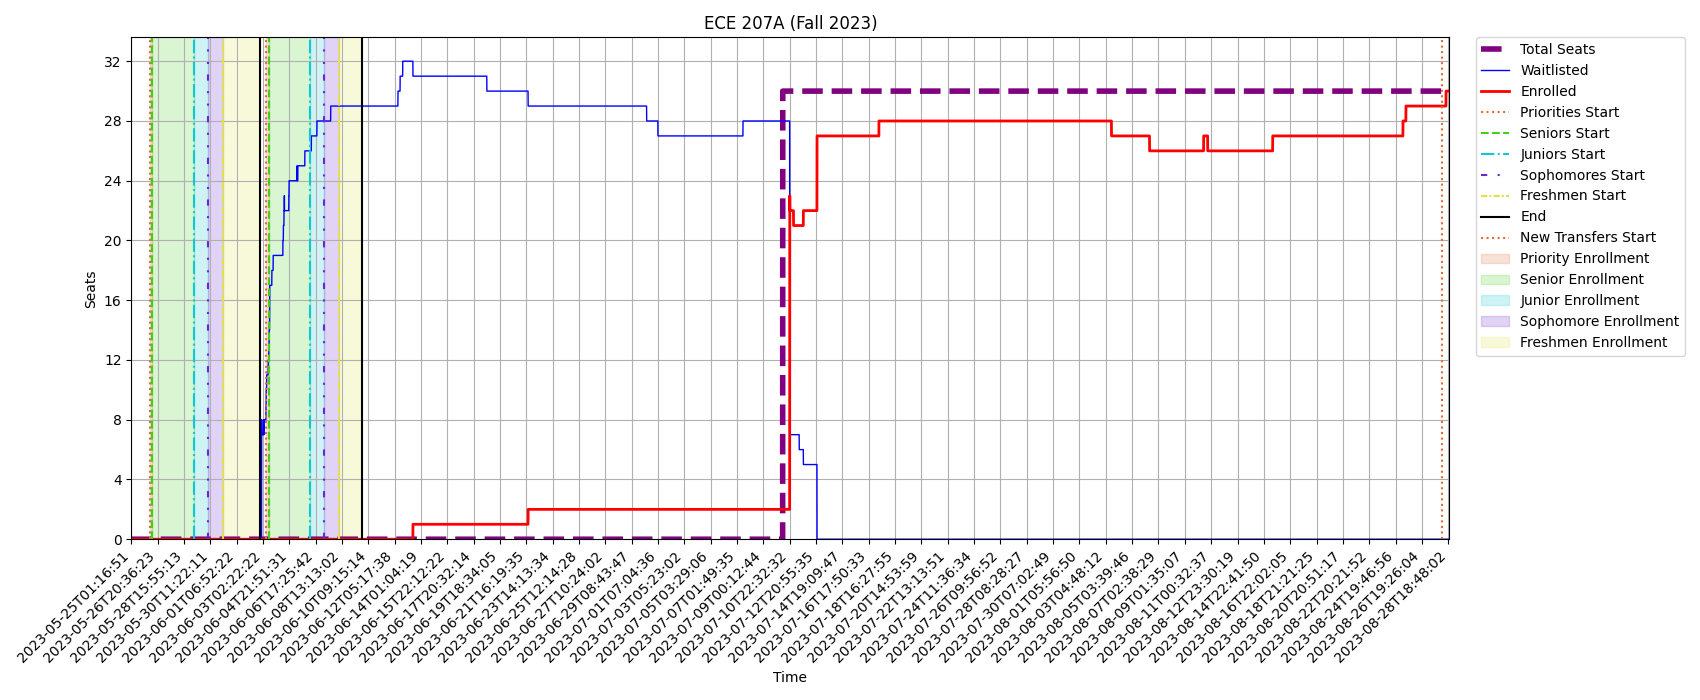 ECE 207A (Fall 2023)
Seats
32
28
24
20
16
12
8
4
0
2023-05-25T01:16:51
2023-05-26T20:36:23
2023-05-28T15:55:13
2023-05-30T11:22:11
2023-06-01T06:52:22
2023-06-03T02:22:22
2023-06-04T21:51:31
2023-06-06T17:25:42
2023-06-08T13:13:02
2023-06-10T09:15:14
2023-06-12T05:17:38
2023-06-14T01:04:19
2023-06-15T22:12:22
2023-06-17T20:32:14
2023-06-19T18:34:05
2023-06-21T16:19:35
2023-06-23T14:13:34
2023-06-25T12:14:28
2023-06-27T10:24:02
2023-06-29T08:43:47
2023-07-01T07:04:36
2023-07-03T05:23:02
2023-07-05T03:29:06
2023-07-07T01:49:35
2023-07-09T00:12:44
2023-07-10T22:32:32
2023-07-12T20:55:35
2023-07-14T19:09:47
2023-07-16T17:50:33
2023-07-18T16:27:55
2023-07-20T14:53:59
2023-07-22T13:13:51
2023-07-24T11:36:34
2023-07-26T09:56:52
2023-07-28T08:28:27
2023-07-30T07:02:49
2023-08-01T05:56:50
2023-08-03T04:48:12
2023-08-05T03:39:46
2023-08-07T02:38:29
2023-08-09T01:35:07
2023-08-11T00:32:37
2023-08-12T23:30:19
2023-08-14T22:41:50
2023-08-16T22:02:05
2023-08-18T21:21:25
2023-08-20T20:51:17
2023-08-22T20:21:52
2023-08-24T19:46:56
2023-08-26T19:26:04
2023-08-28T18:48:02
Time
Total Seats
Waitlisted
Enrolled
Priorities Start
Seniors Start
Juniors Start
Sophomores Start
Freshmen Start
End
New Transfers Start
Priority Enrollment
Senior Enrollment
Junior Enrollment
Sophomore Enrollment
Freshmen Enrollment